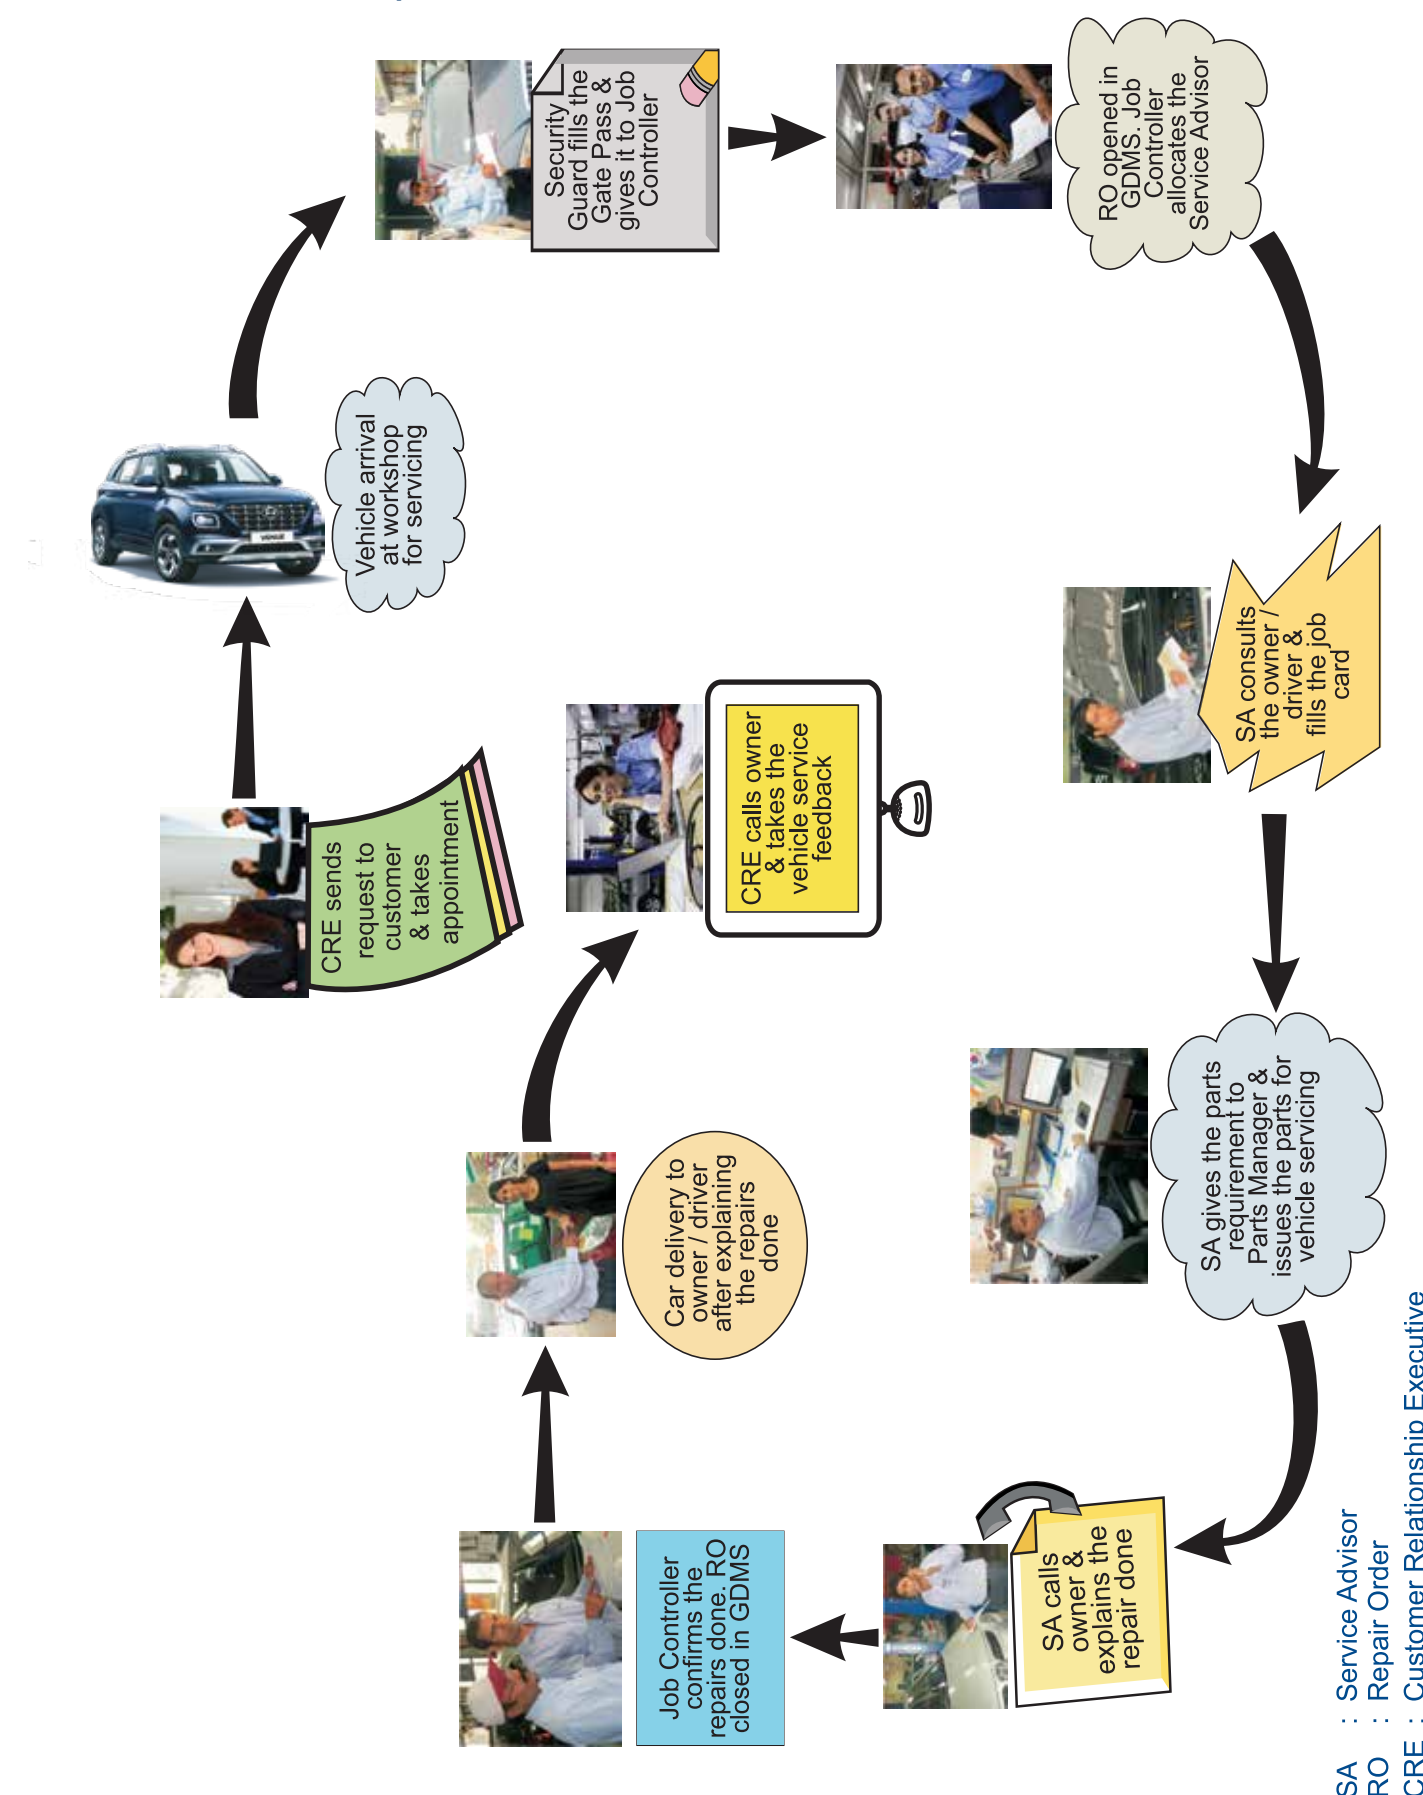 CRE sends
request to
customer
& takes
appointment
Vehicle arrival
at workshop
for servicing
Security
Guard fills the
Gate Pass &
gives it to Job
Controller
RO opened in
GDMS. Job
Controller
allocates the
Service Advisor
SA consults
the owner /
driver &
fills the job
card
SA gives the parts
requirement to
Parts Manager &
issues the parts for
vehicle servicing
SA calls
owner &
explains the
repair done
Job Controller
confirms the
repairs done. RO
closed in GDMS
Car delivery to
owner / driver
after explaining
the repairs
done
CRE calls owner
& takes the
vehicle service
feedback
SA : Service Advisor
RO : Repair Order
CRE : Customer Relationship Executive